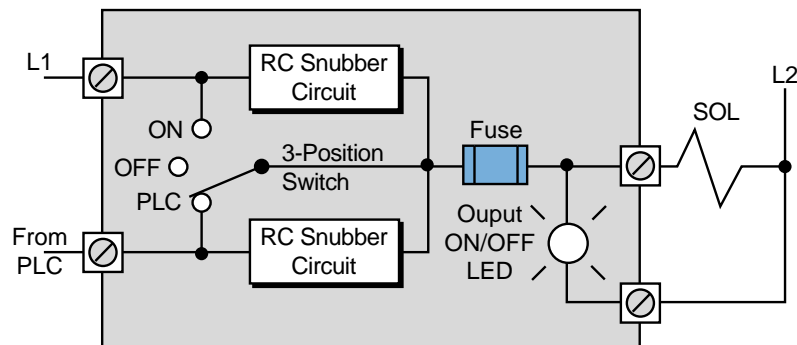 L1
RC Snubber
Circuit
L2
SOL
ON
Fuse
OFF
3-Position
Switch
PLC
From
PLC
RC Snubber
Circuit
Ouput
ON/OFF
LED